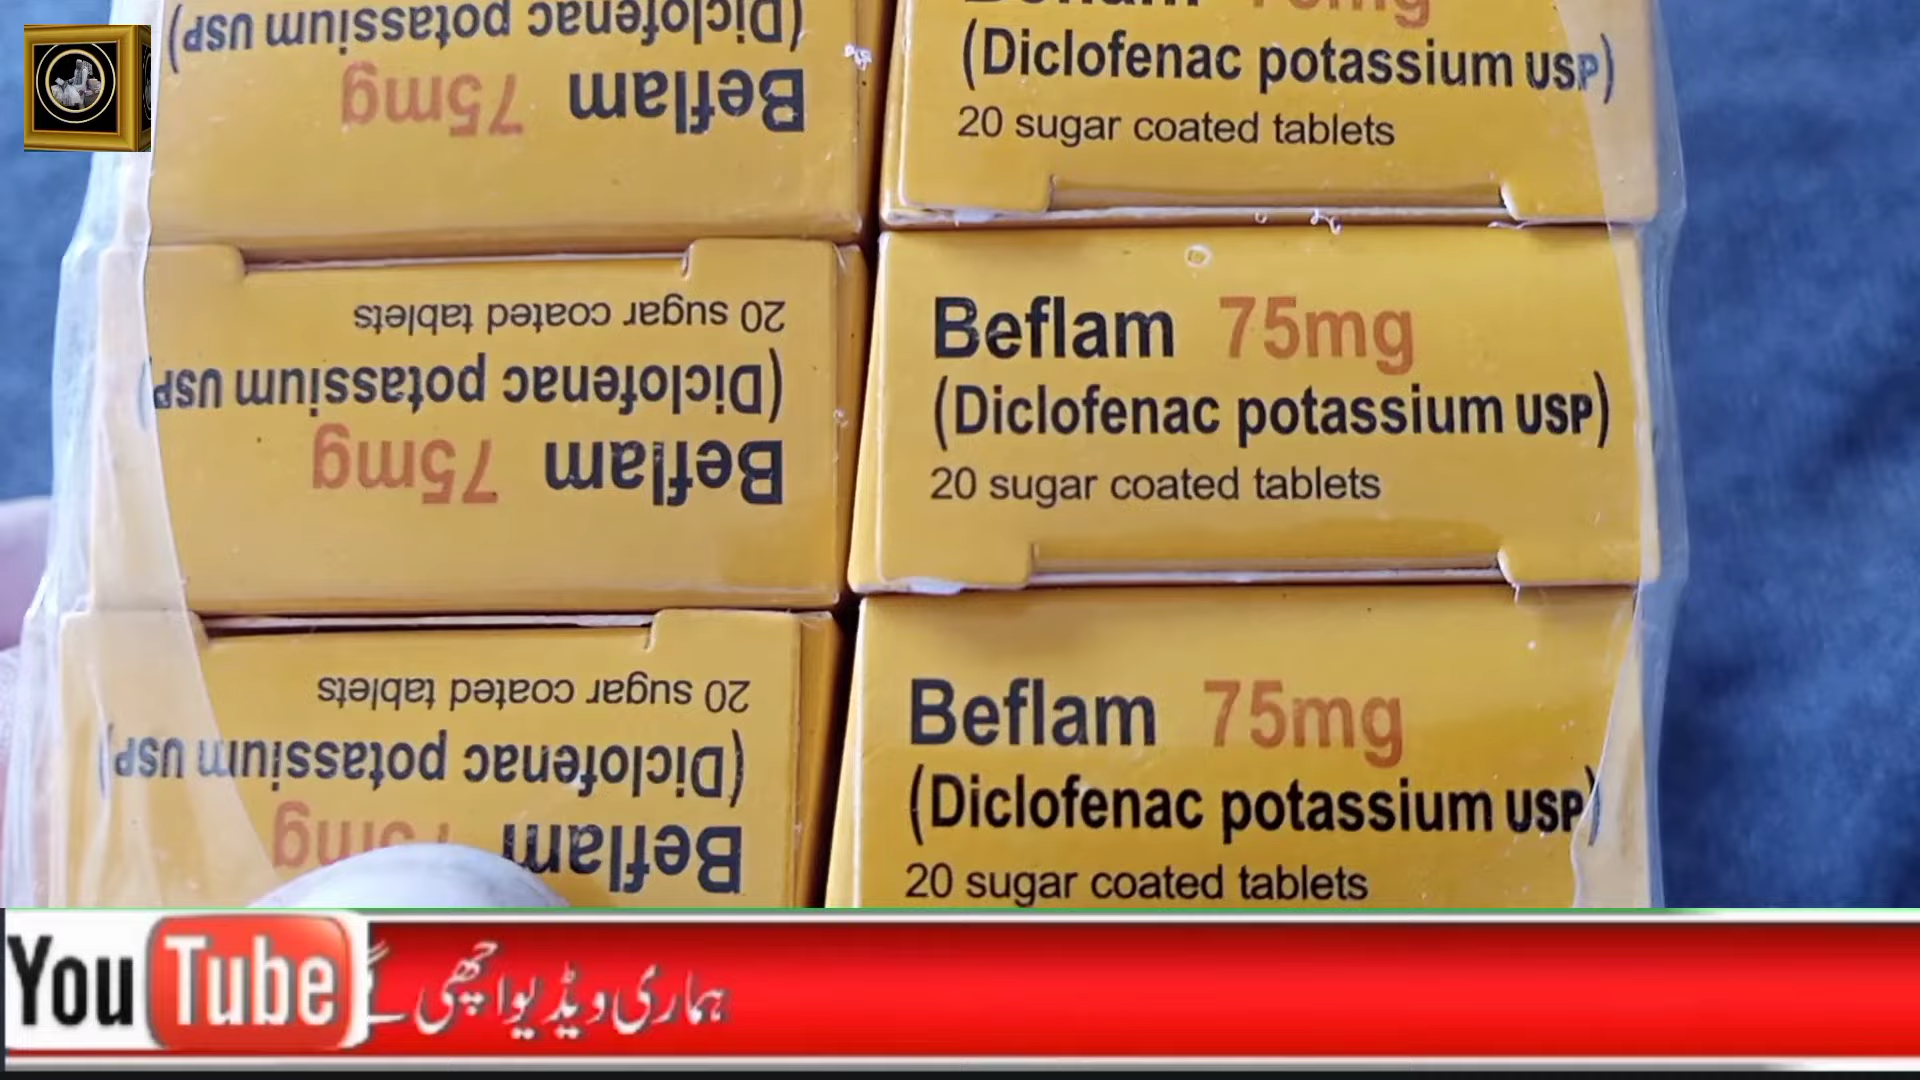 20 sugar coated tablets
(Diclofenac potassium USP)
Beflam 75mg
(Diclofenac potassium USP)
Beflam 75mg
20 sugar coated tablets
(Diclofenac potassium USP)
Beflam 75mg
(Diclofenac potassium USP)
20 sugar coated tablets
Beflam 75mg
(Diclofenac potassium USP)
20 sugar coated tablets
Beflam 75mg
(Diclofenac potassium USP)
20 sugar coated tablets
YouTube
ہماری ویڈیو اچھی لگے